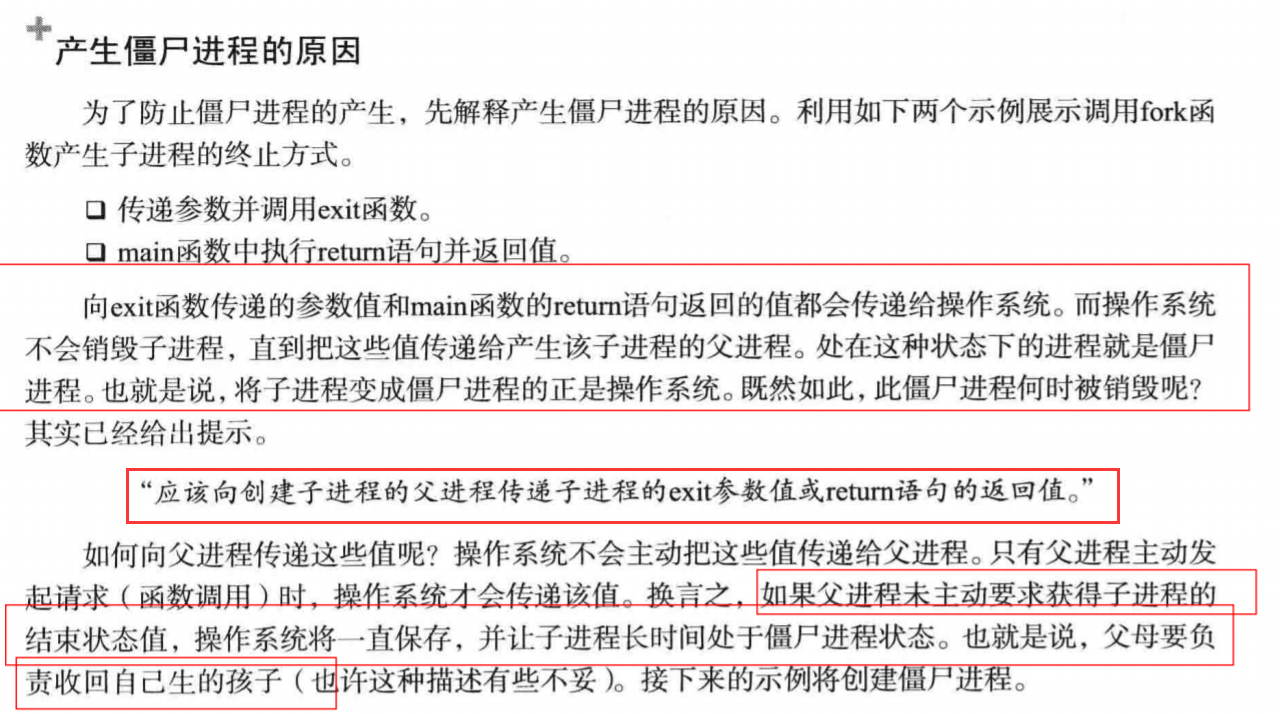 产生僵尸进程的原因
为了防止僵尸进程的产生，先解释产生僵尸进程的原因。利用如下两个示例展示调用fork函
数产生子进程的终止方式。
❑ 传递参数并调用exit函数。
❑ main函数中执行return语句并返回值。
向exit函数传递的参数值和main函数的return语句返回的值都会传递给操作系统。而操作系统
不会销毁子进程，直到把这些值传递给产生该子进程的父进程。处在这种状态下的进程就是僵尸
进程。也就是说，将子进程变成僵尸进程的正是操作系统。既然如此，此僵尸进程何时被销毁呢？
其实已经给出提示。
“应该向创建子进程的父进程传递子进程的exit参数值或return语句的返回值。”
如何向父进程传递这些值呢？操作系统不会主动把这些值传递给父进程。只有父进程主动发
起请求（函数调用）时，操作系统才会传递该值。换言之，如果父进程未主动要求获得子进程的
结束状态值，操作系统将一直保存，并让子进程长时间处于僵尸进程状态。也就是说，父母要负
责收回自己生的孩子（也许这种描述有些不妥）。接下来的示例将创建僵尸进程。